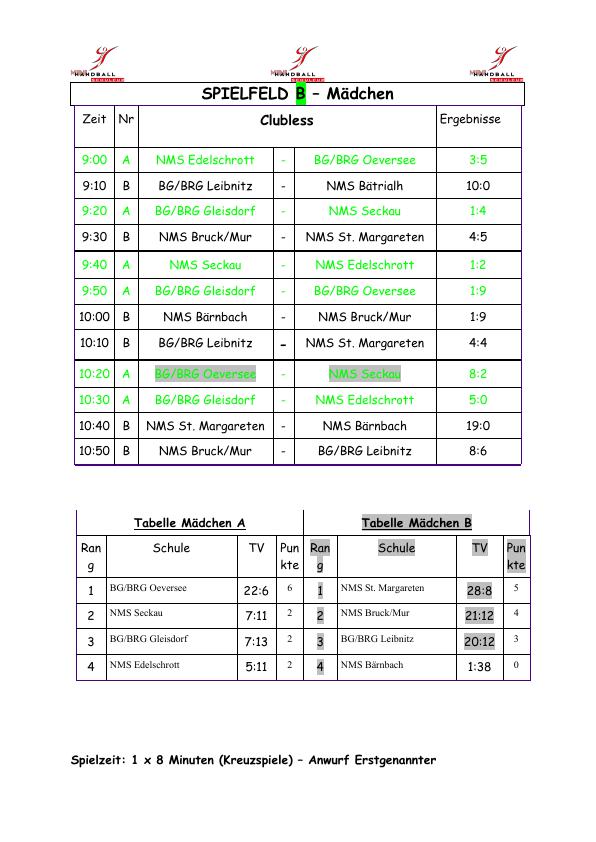 HANDBALL
SCHULCUP
HANDBALL
SCHULCUP
HANDBALL
SCHULCUP
SPIELFELD B – Mädchen
Zeit Nr Clubless Ergebnisse
9:00 A NMS Edelschrott - BG/BRG Oeversee 3:5
9:10 B BG/BRG Leibnitz - NMS Bätrialh 10:0
9:20 A BG/BRG Gleisdorf - NMS Seckau 1:4
9:30 B NMS Bruck/Mur - NMS St. Margareten 4:5
9:40 A NMS Seckau - NMS Edelschrott 1:2
9:50 A BG/BRG Gleisdorf - BG/BRG Oeversee 1:9
10:00 B NMS Bärnbach - NMS Bruck/Mur 1:9
10:10 B BG/BRG Leibnitz - NMS St. Margareten 4:4
10:20 A BG/BRG Oeversee - NMS Seckau 8:2
10:30 A BG/BRG Gleisdorf - NMS Edelschrott 5:0
10:40 B NMS St. Margareten - NMS Bärnbach 19:0
10:50 B NMS Bruck/Mur - BG/BRG Leibnitz 8:6
Tabelle Mädchen A Tabelle Mädchen B
Ran Schule TV Pun Ran Schule TV Pun
g kte g kte
1 BG/BRG Oeversee 22:6 6 1 NMS St. Margareten 28:8 5
2 NMS Seckau 7:11 2 2 NMS Bruck/Mur 21:12 4
3 BG/BRG Gleisdorf 7:13 2 3 BG/BRG Leibnitz 20:12 3
4 NMS Edelschrott 5:11 2 4 NMS Bärnbach 1:38 0
Spielzeit: 1 x 8 Minuten (Kreuzspiele) – Anwurf Erstgenannter